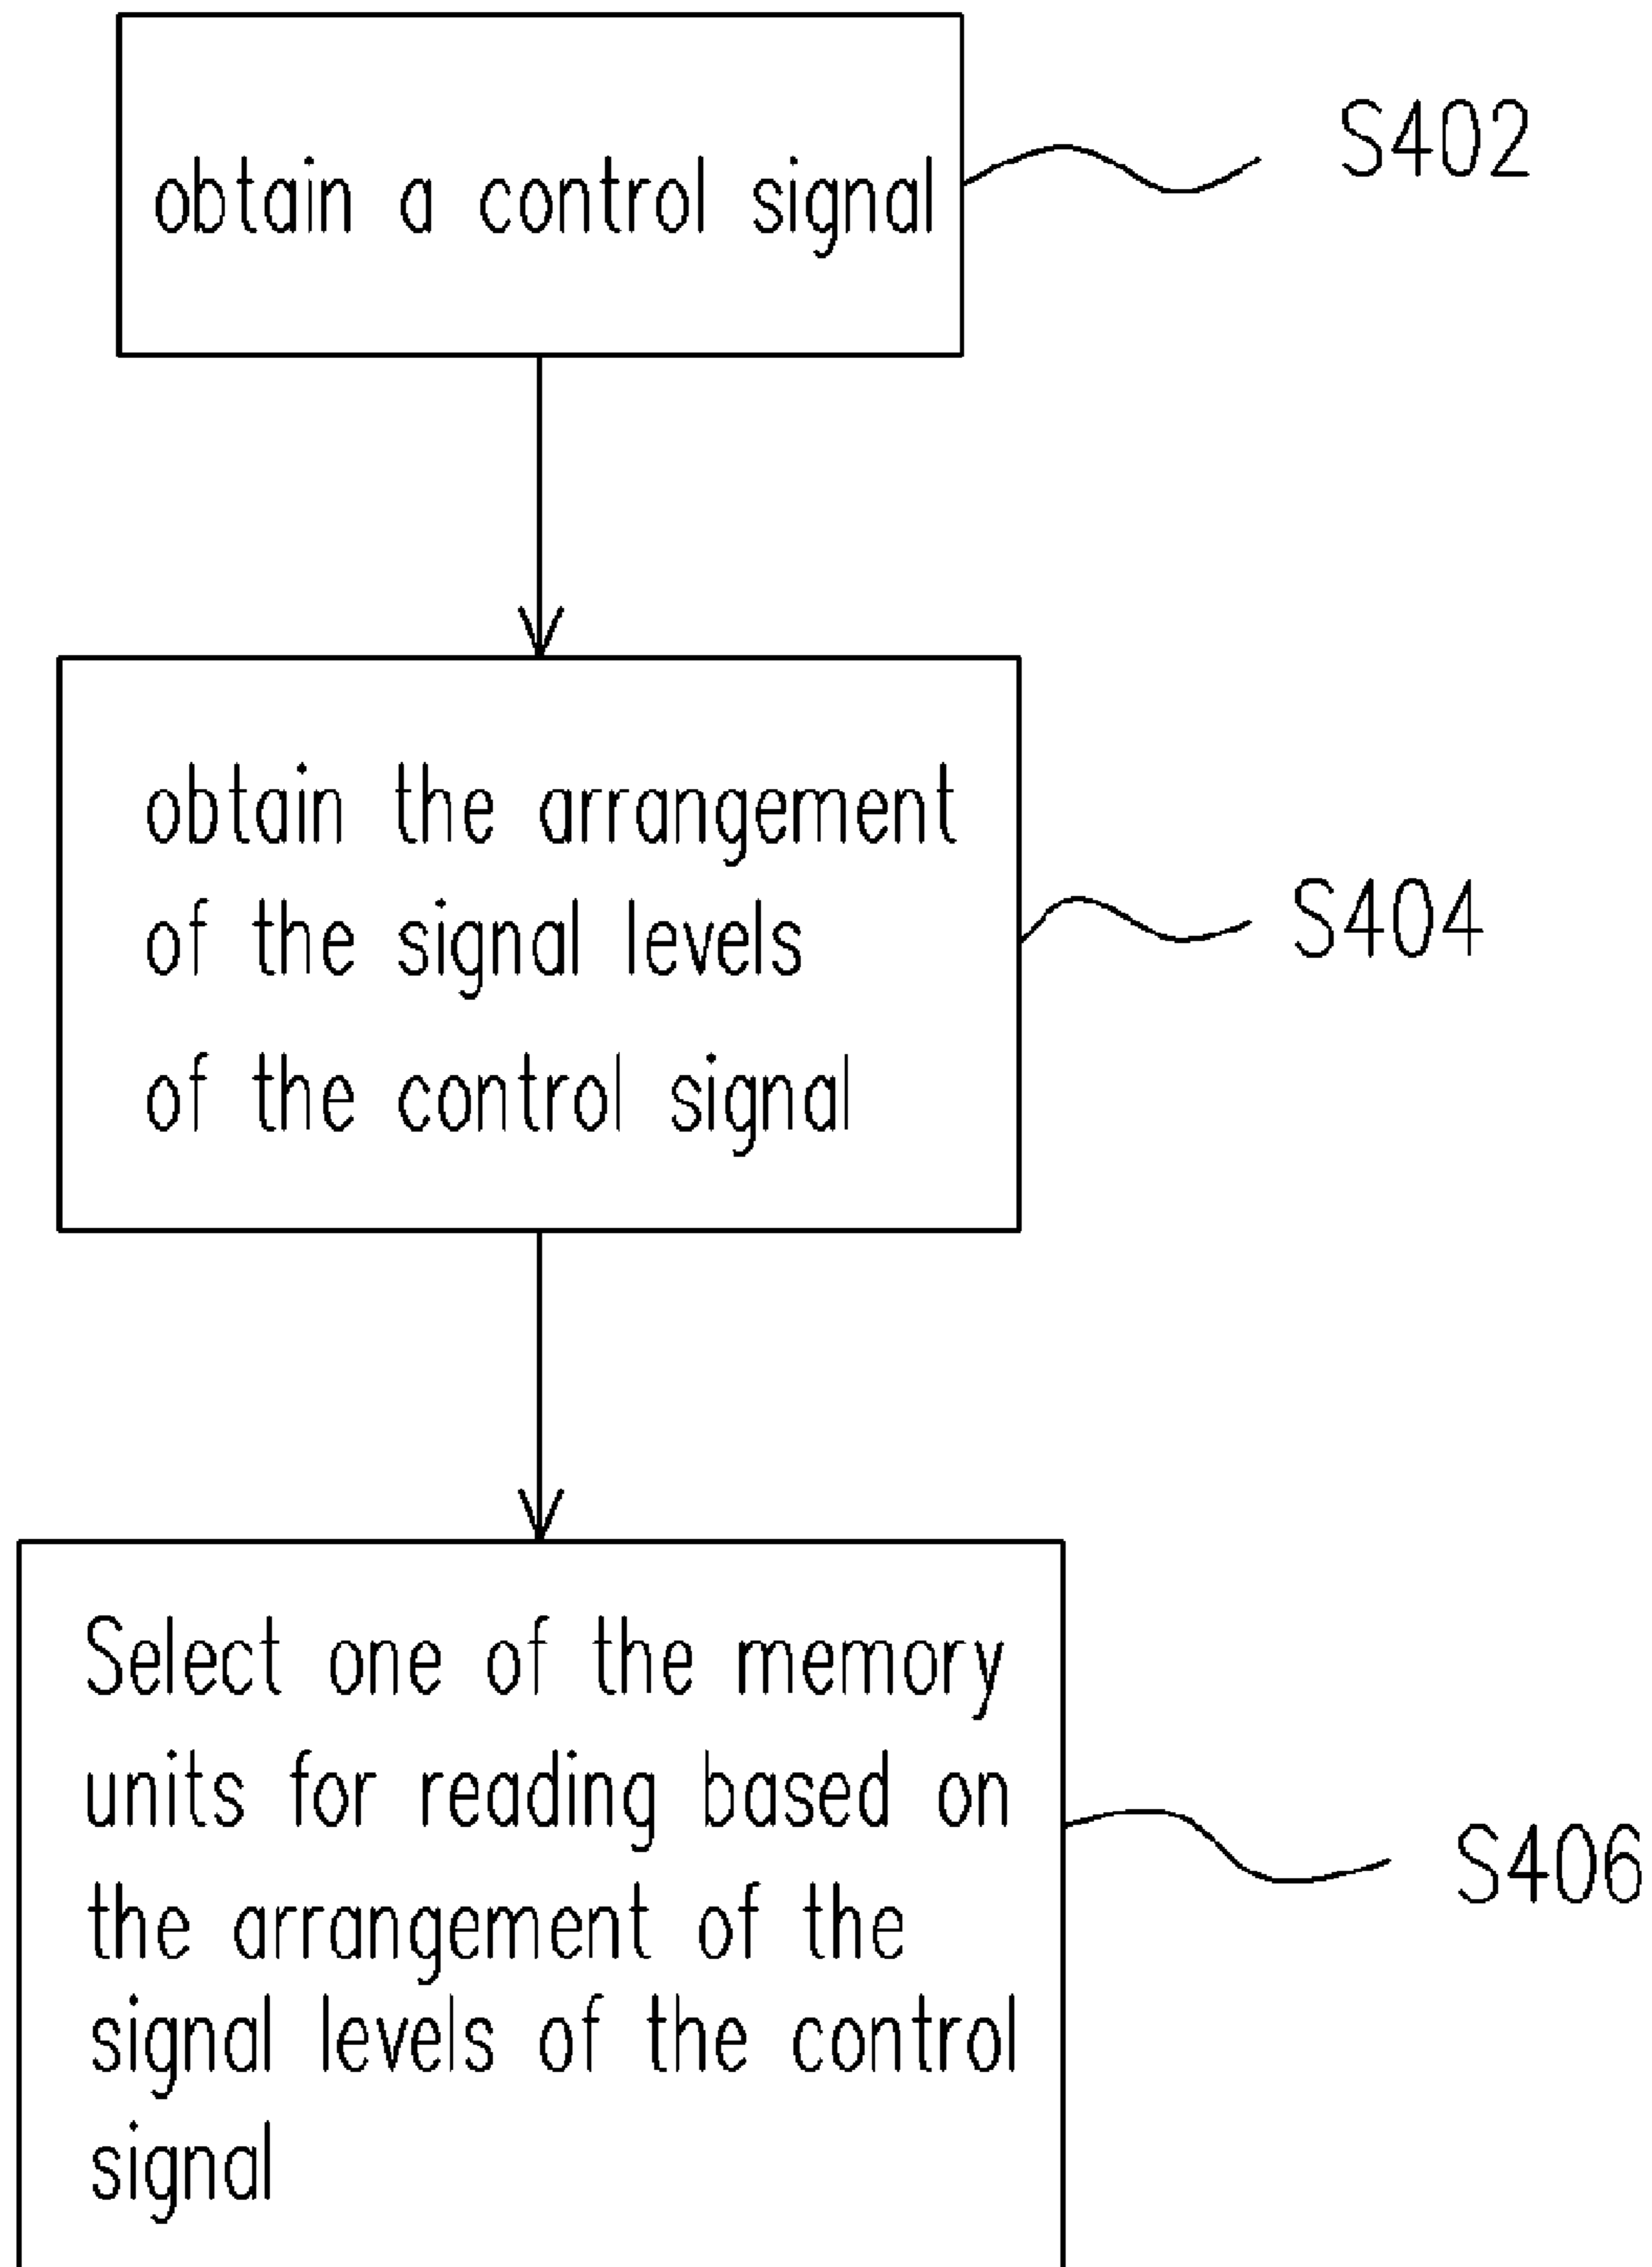 obtain a control signal
S402
obtain the arrangement
of the signal levels
of the control signal
S404
Select one of the memory
units for reading based on
the arrangement of the
signal levels of the control
signal
S406